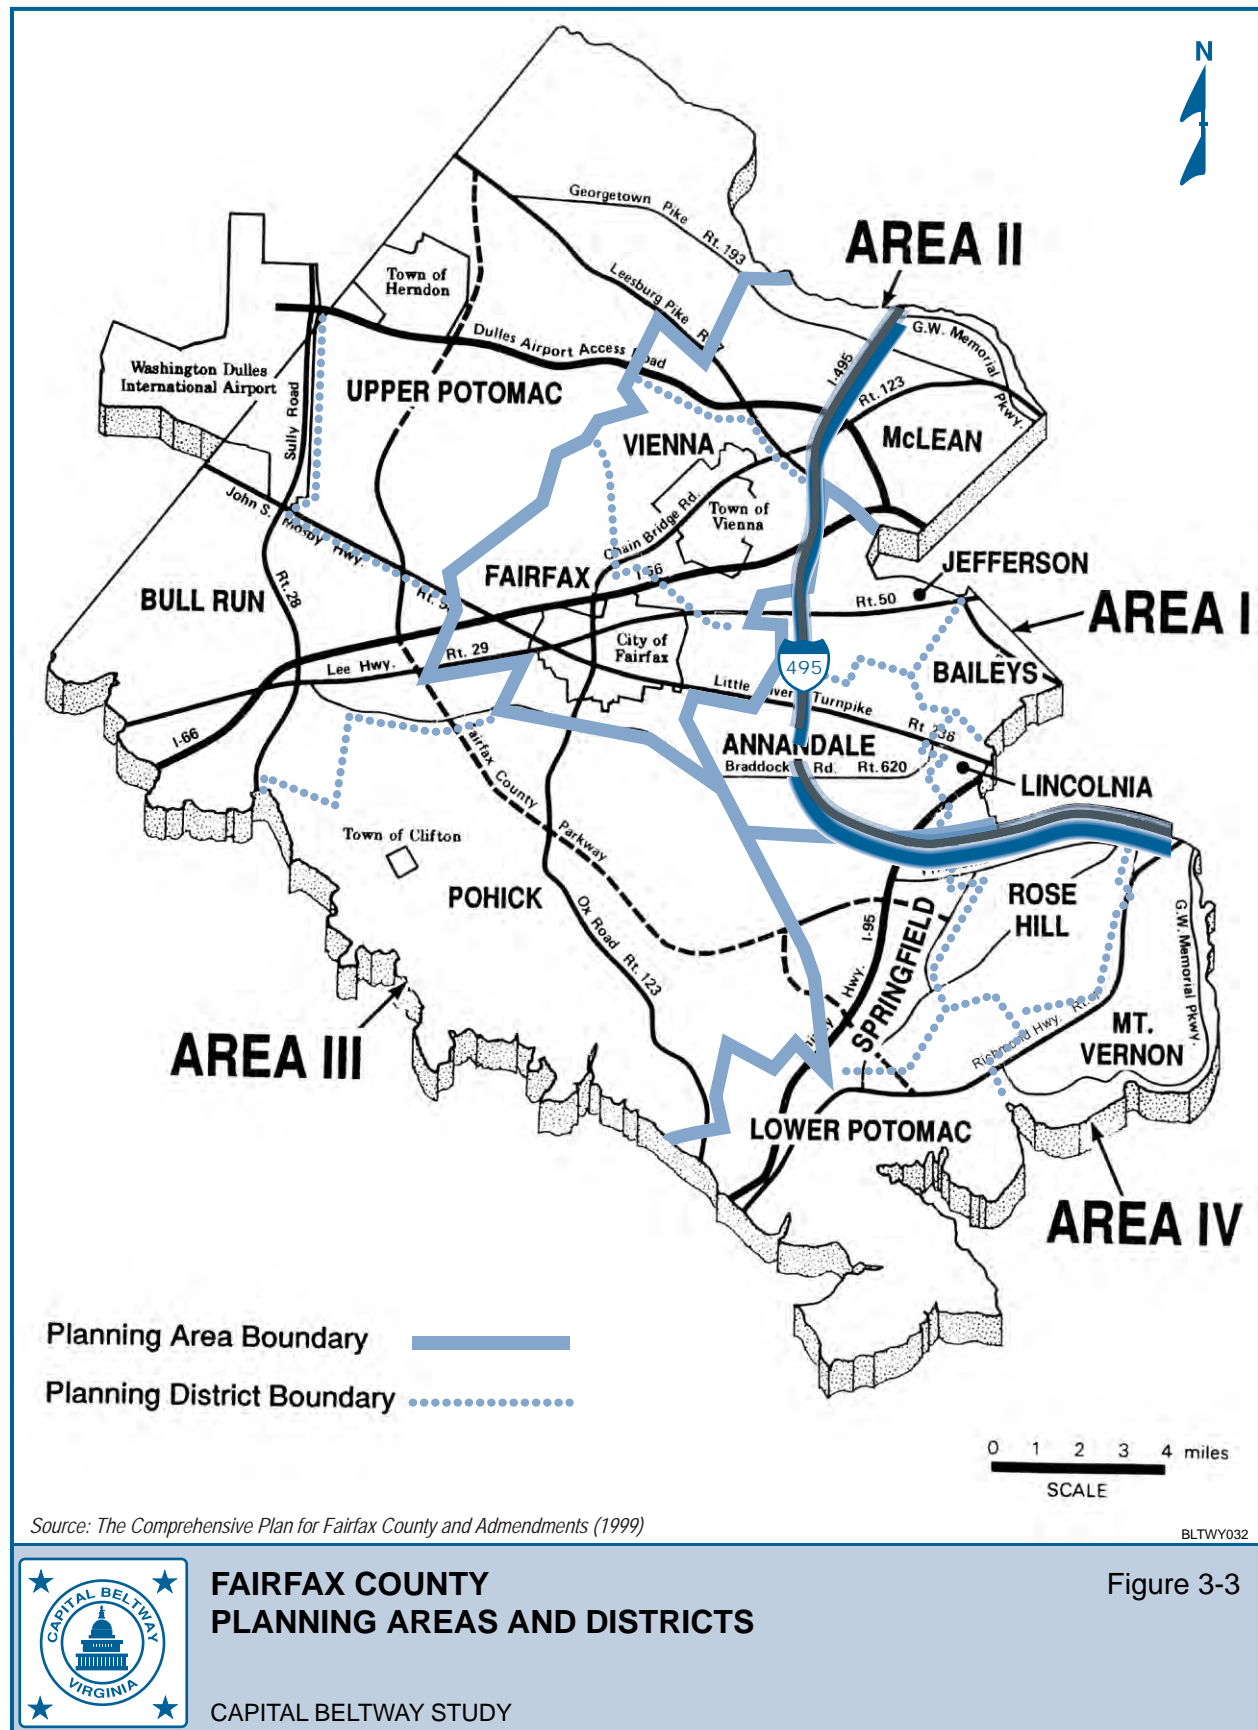 N
AREA II
Georgetown Pike Rt. 193
Leesburg Pike
G.W. Memorial Pkwy.
Town of
Herndon
Dulles Airport Access Road
I-495
Rt. 123
Washington Dulles
International Airport
UPPER POTOMAC
Sully Road
VIENNA
McLEAN
John S. Mosby Hwy.
Chain Bridge Rd.
Town of
Vienna
JEFFERSON
FAIRFAX
I-66
Rt. 28
BULL RUN
Rt. 50
AREA I
City of
Fairfax
Rt. 29
Lee Hwy.
495
BAILEYS
Little River Turnpike
Rt. 236
I-66
ANNANDALE
Braddock Rd. Rt. 620
Fairfax County Parkway
LINCOLNIA
Town of Clifton
POHICK
Ox Road Rt. 123
I-95
Hwy.
SPRINGFIELD
ROSE
HILL
G.W. Memorial Pkwy.
Richmond Hwy.
MT.
VERNON
AREA III
LOWER POTOMAC
AREA IV
Planning Area Boundary
Planning District Boundary
0 1 2 3 4 miles
SCALE
Source: The Comprehensive Plan for Fairfax County and Admendments (1999)
BLTWY032
CAPITAL BELTWAY
VIRGINIA
FAIRFAX COUNTY
PLANNING AREAS AND DISTRICTS
Figure 3-3
CAPITAL BELTWAY STUDY